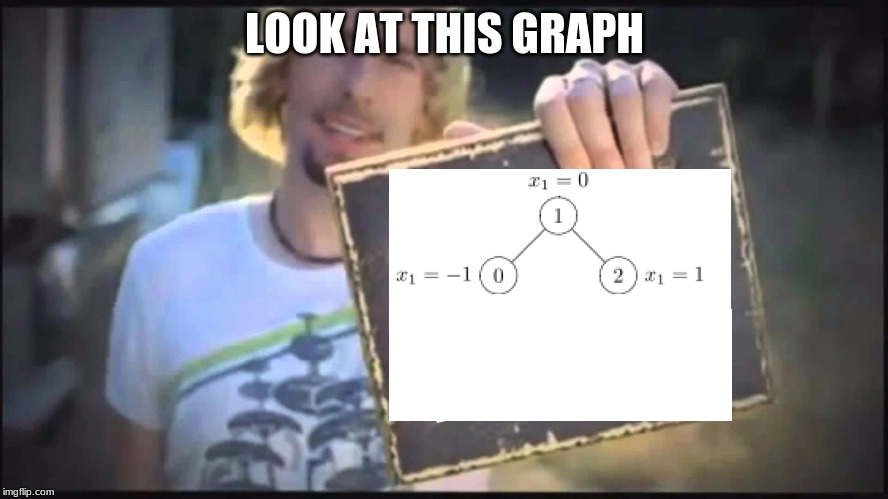 LOOK AT THIS GRAPH
x₁ = 0
1
x₁ = −1 0 2 x₁ = 1
imgflip.com